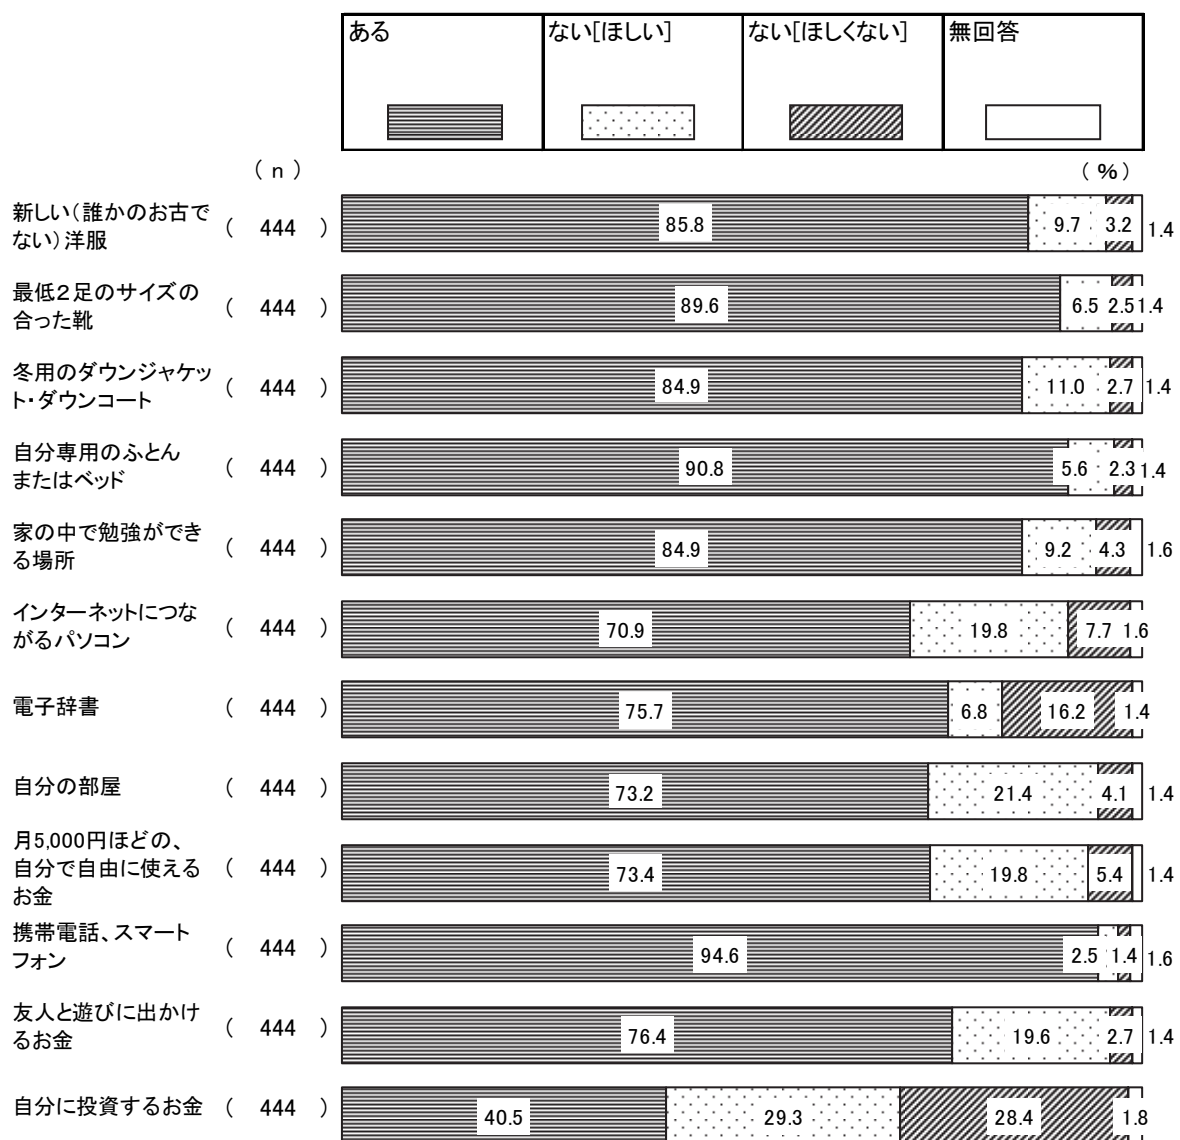 ある ない[ほしい] ない[ほしくない] 無回答
( n ) ( % )
新しい(誰かのお古で
ない)洋服
( 444 ) 85.8 9.7 3.2 1.4
最低2足のサイズの
合った靴
( 444 ) 89.6 6.5 2.5 1.4
冬用のダウンジャケッ
ト・ダウンコート
( 444 ) 84.9 11.0 2.7 1.4
自分専用のふとん
またはベッド
( 444 ) 90.8 5.6 2.3 1.4
家の中で勉強ができ
る場所
( 444 ) 84.9 9.2 4.3 1.6
インターネットにつな
がるパソコン
( 444 ) 70.9 19.8 7.7 1.6
電子辞書 ( 444 ) 75.7 6.8 16.2 1.4
自分の部屋 ( 444 ) 73.2 21.4 4.1 1.4
月5,000円ほどの、
自分で自由に使える
お金
( 444 ) 73.4 19.8 5.4 1.4
携帯電話、スマート
フォン
( 444 ) 94.6 2.5 1.4 1.6
友人と遊びに出かけ
るお金
( 444 ) 76.4 19.6 2.7 1.4
自分に投資するお金 ( 444 ) 40.5 29.3 28.4 1.8